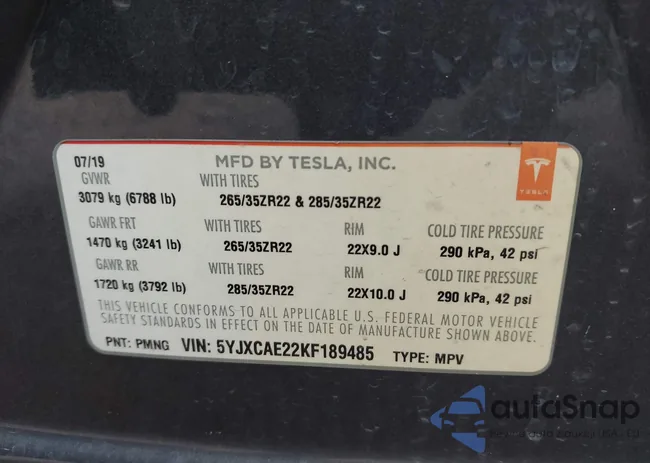 07/19 MFD BY TESLA, INC.
TESLA
GVWR WITH TIRES
3079 kg (6788 lb) 265/35ZR22 & 285/35ZR22
GAWR FRT WITH TIRES RIM COLD TIRE PRESSURE
1470 kg (3241 lb) 265/35ZR22 22X9.0 J 290 kPa, 42 psi
GAWR RR WITH TIRES RIM COLD TIRE PRESSURE
1720 kg (3792 lb) 285/35ZR22 22X10.0 J 290 kPa, 42 psi
THIS VEHICLE CONFORMS TO ALL APPLICABLE U.S. FEDERAL MOTOR VEHICLE
SAFETY STANDARDS IN EFFECT ON THE DATE OF MANUFACTURE SHOWN ABOVE.
PNT: PMNG VIN: 5YJXCAE22KF189485 TYPE: MPV
autoSnap